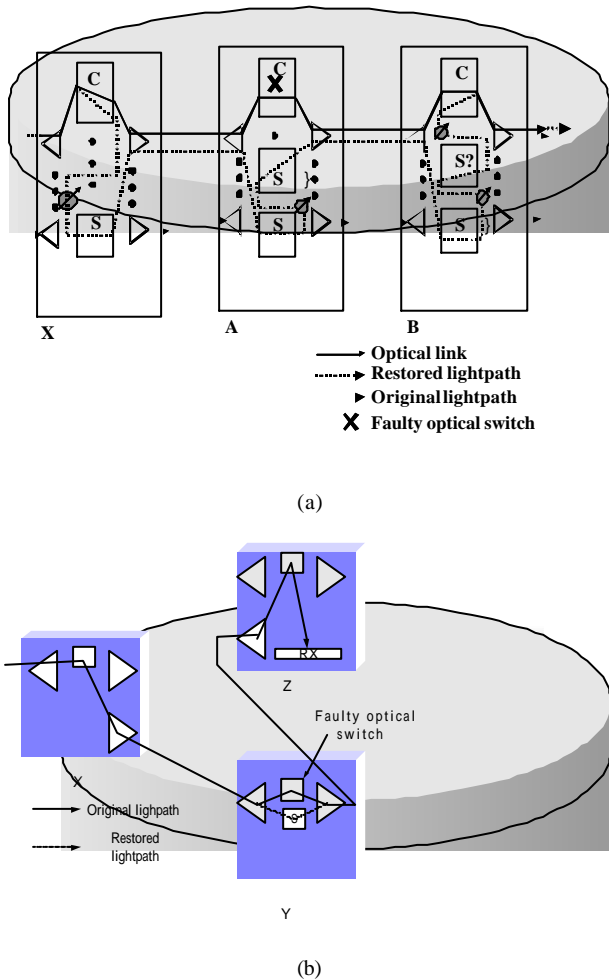 C
C
C
S
S?
S
S
S
}
}
X
A
B
Optical link
Restored lightpath
Original lightpath
Faulty optical switch
(a)
RX
Z
Faulty optical
switch
X
Original lighpath
Restored
lightpath
Y
(b)